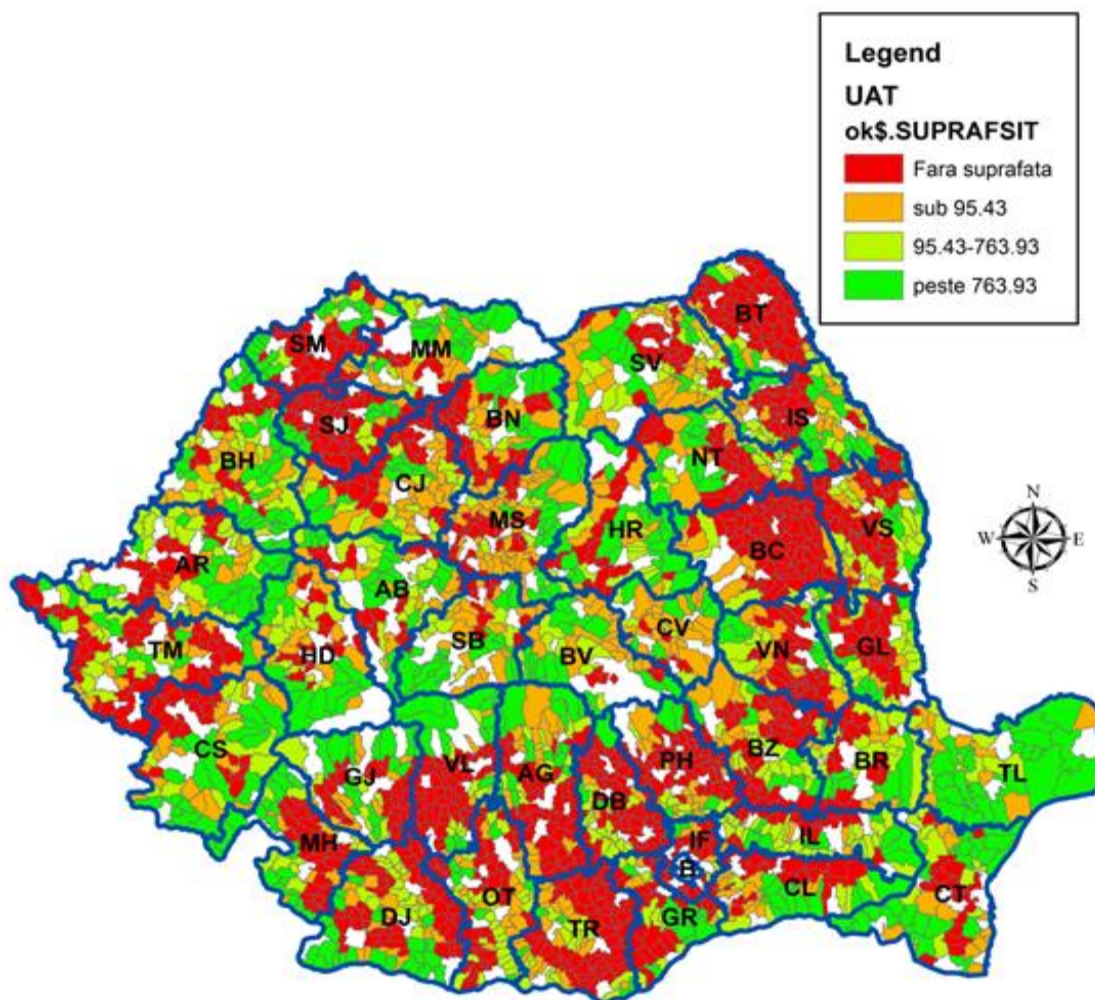 Legend
UAT
ok$.SUPRAFSIT
Fara suprafata
sub 95.43
95.43-763.93
peste 763.93
BT
SM
MM
SV
SJ
BN
IS
BH
CJ
NT
MS
HR
BC
VS
N
W
E
S
AR
AB
TM
HD
SB
BV
CV
VN
GL
CS
GJ
VL
AG
PH
BZ
BR
TL
DB
MH
IF
IL
B
DJ
OT
TR
GR
CL
CT